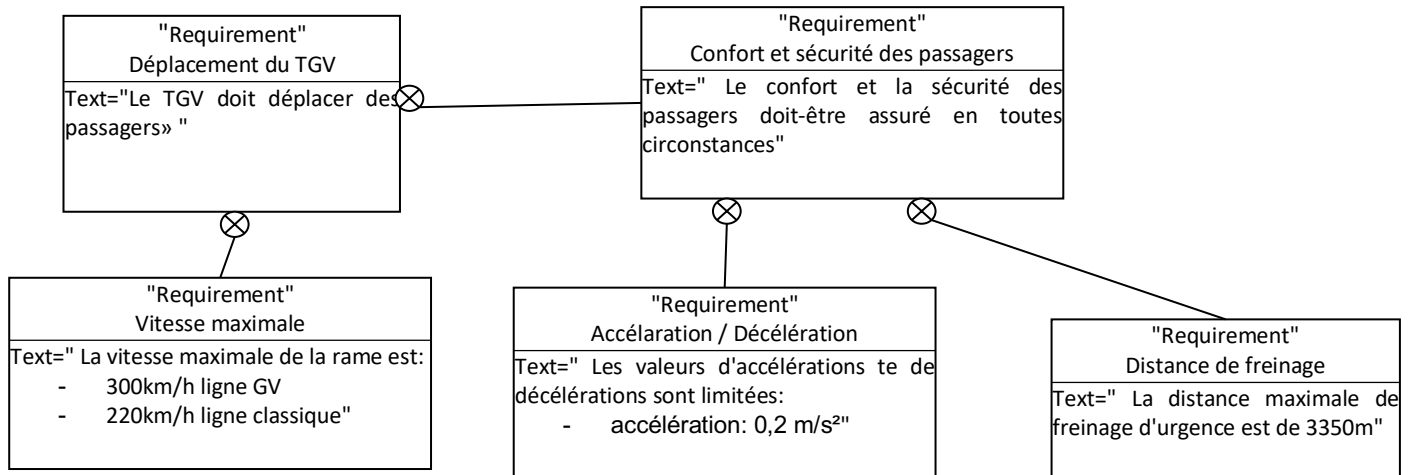 "Requirement"
Déplacement du TGV
Text="Le TGV doit déplacer des
passagers» "
"Requirement"
Confort et sécurité des passagers
Text=" Le confort et la sécurité des
passagers doit-être assuré en toutes
circonstances"
"Requirement"
Vitesse maximale
Text=" La vitesse maximale de la rame est:
- 300km/h ligne GV
- 220km/h ligne classique"
"Requirement"
Accélaration / Décélération
Text=" Les valeurs d'accélérations te de
décélérations sont limitées:
- accélération: 0,2 m/s²"
"Requirement"
Distance de freinage
Text=" La distance maximale de
freinage d'urgence est de 3350m"